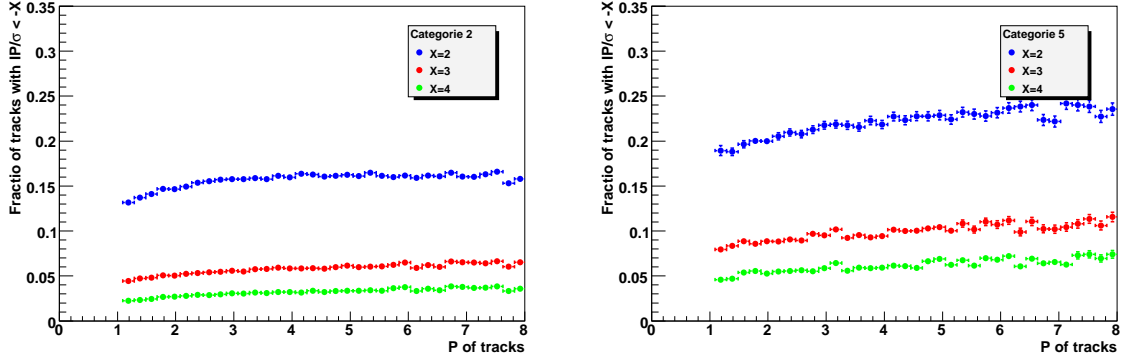 Fractio of tracks with IP/σ < -X
0.35
0.3
0.25
0.2
0.15
0.1
0.05
0
Categorie 2
X=2
X=3
X=4
0 1 2 3 4 5 6 7 8
P of tracks
Fractio of tracks with IP/σ < -X
0.35
0.3
0.25
0.2
0.15
0.1
0.05
0
Categorie 5
X=2
X=3
X=4
0 1 2 3 4 5 6 7 8
P of tracks